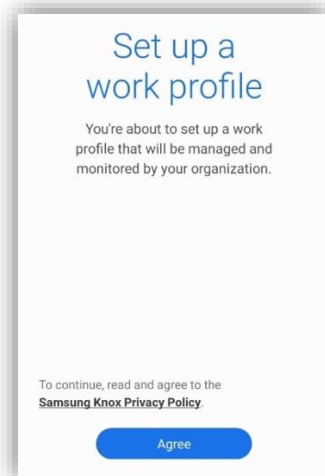 Set up a
work profile
You're about to set up a work
profile that will be managed and
monitored by your organization.
To continue, read and agree to the
Samsung Knox Privacy Policy.
Agree